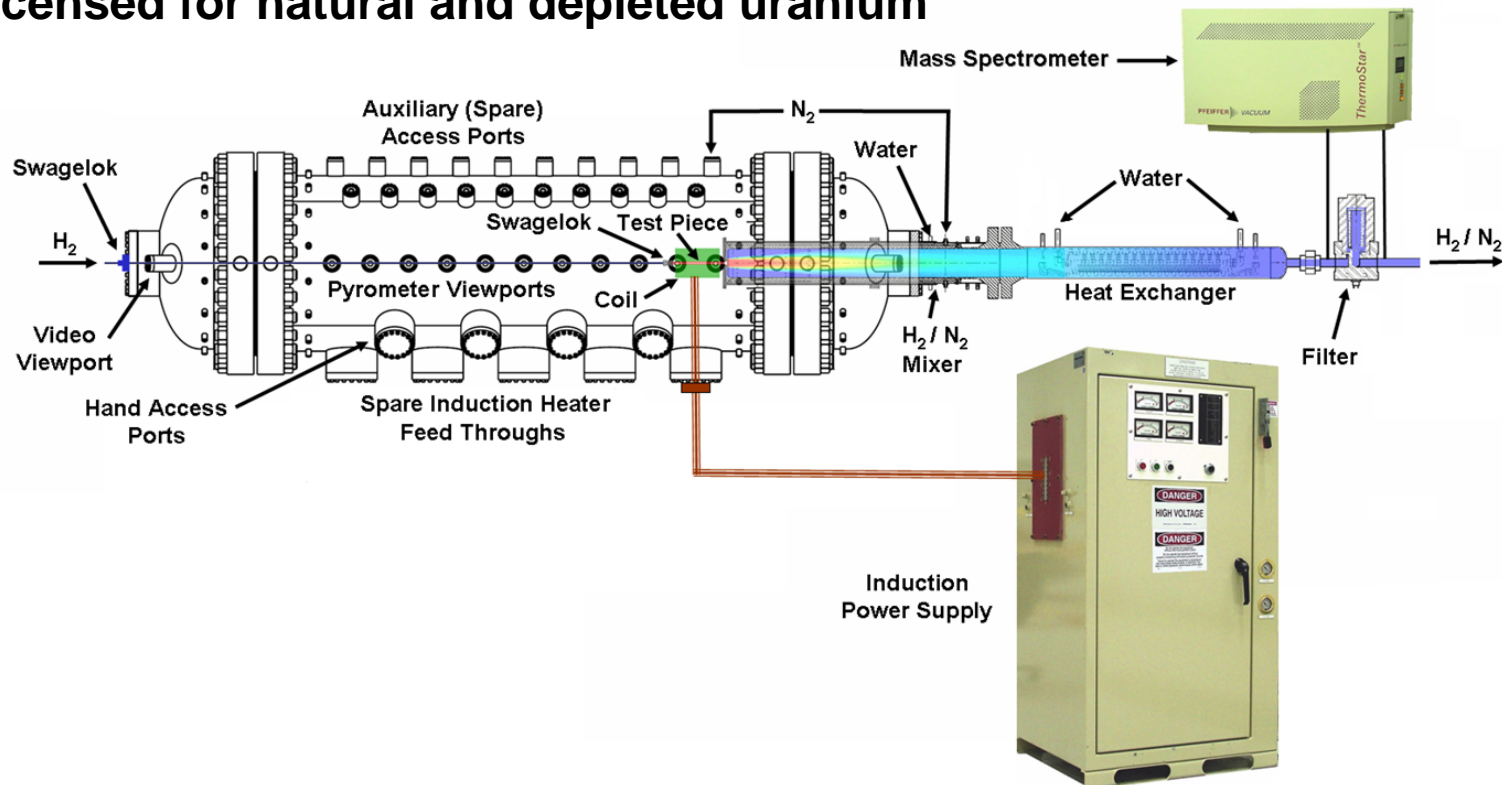 censed for natural and depleted uranium
Mass Spectrometer
ThermoStar™
PFEIFFER VACUUM
Auxiliary (Spare)
Access Ports
N2
Water
Swagelok
Water
Swagelok
Test Piece
H2
H2 / N2
Pyrometer Viewports
Coil
Heat Exchanger
Video
Viewport
H2 / N2
Mixer
Filter
Hand Access
Ports
Spare Induction Heater
Feed Throughs
DANGER
HIGH VOLTAGE
DANGER
Induction
Power Supply